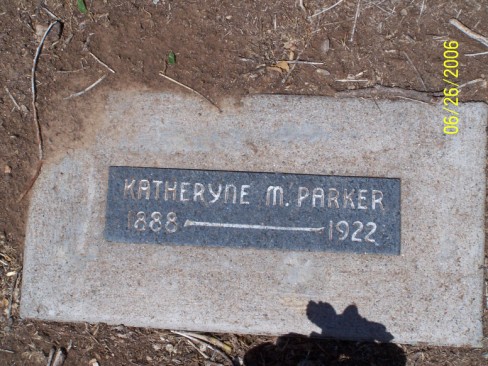 KATHERYNE M. PARKER
1888 — 1922
06/26/2006